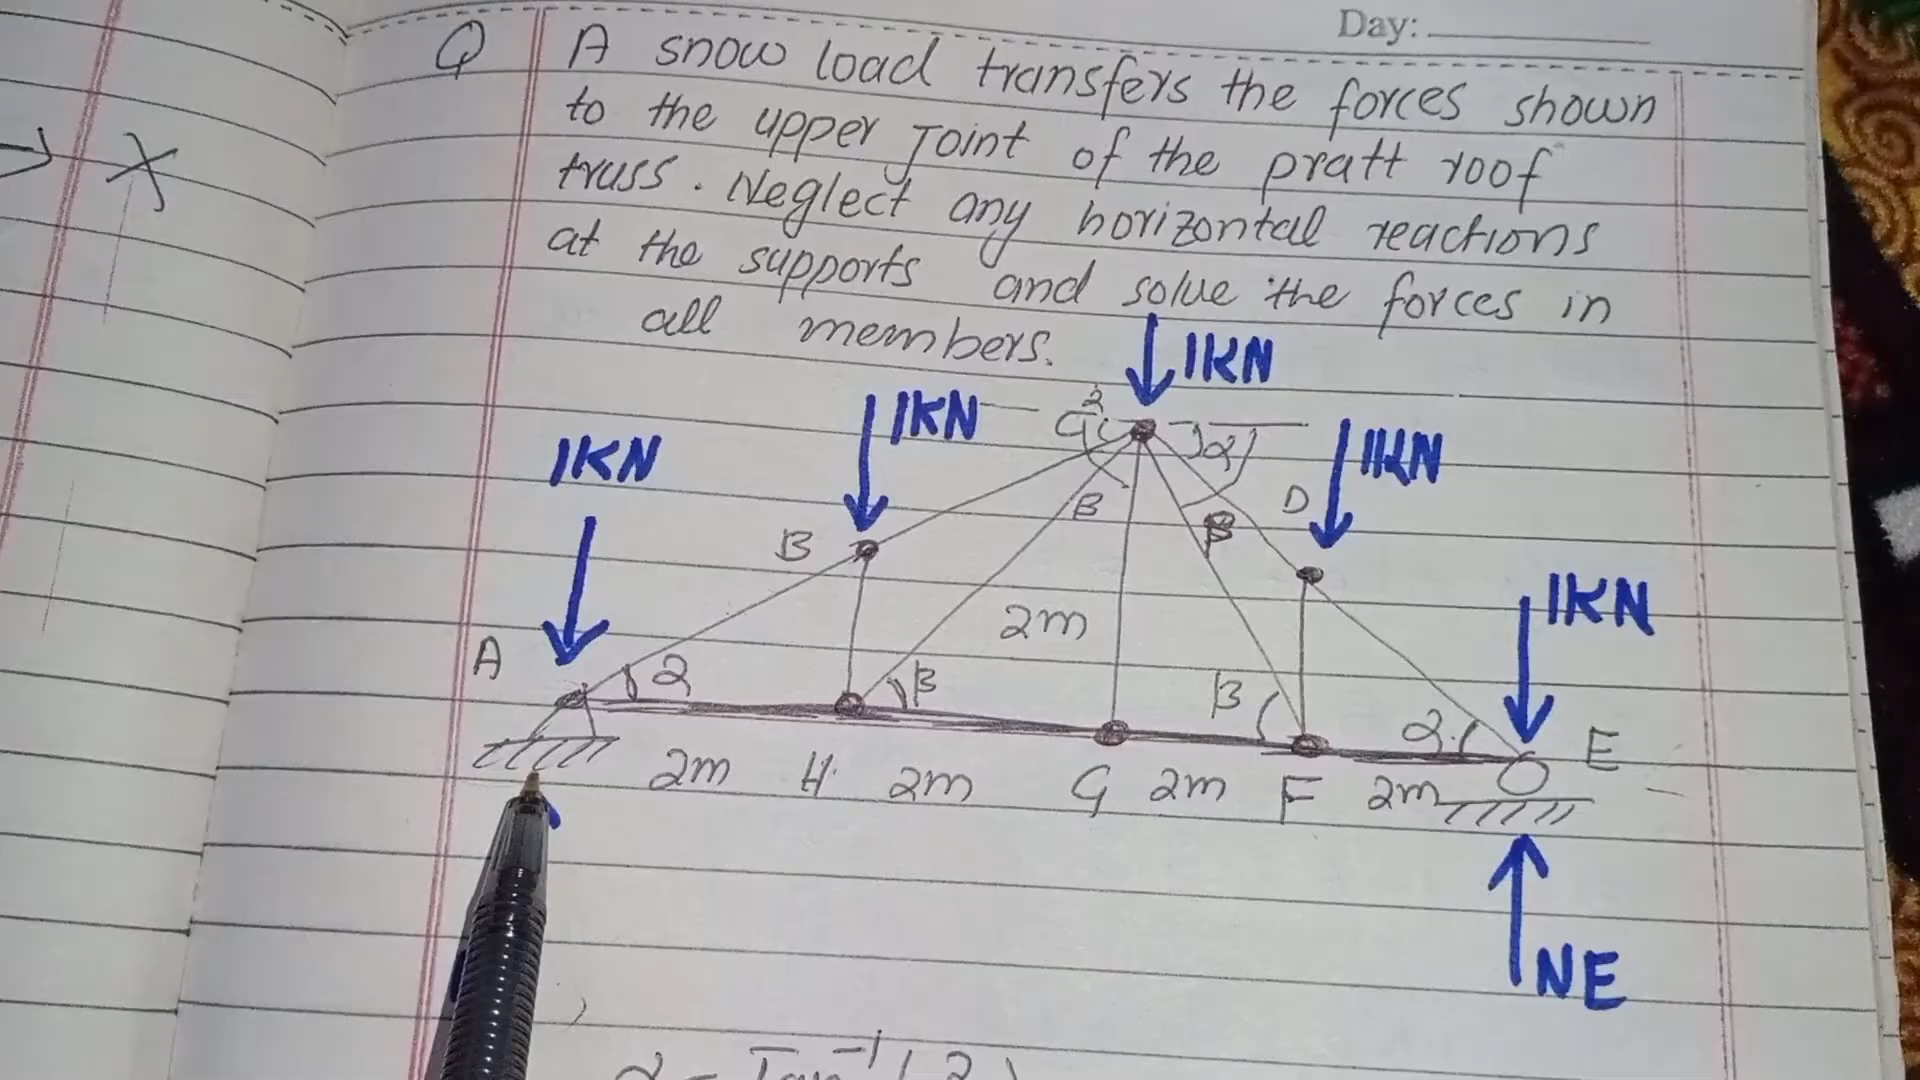 Day:
Q A snow load transfers the forces shown
to the upper Joint of the pratt roof
truss. Neglect any horizontal reactions
at the supports and solve the forces in
all members.
1KN
1KN
1KN
1KN
1KN
B
D
B
β
2m
A
2
β
β
2
E
2m H 2m G 2m F 2m
NE